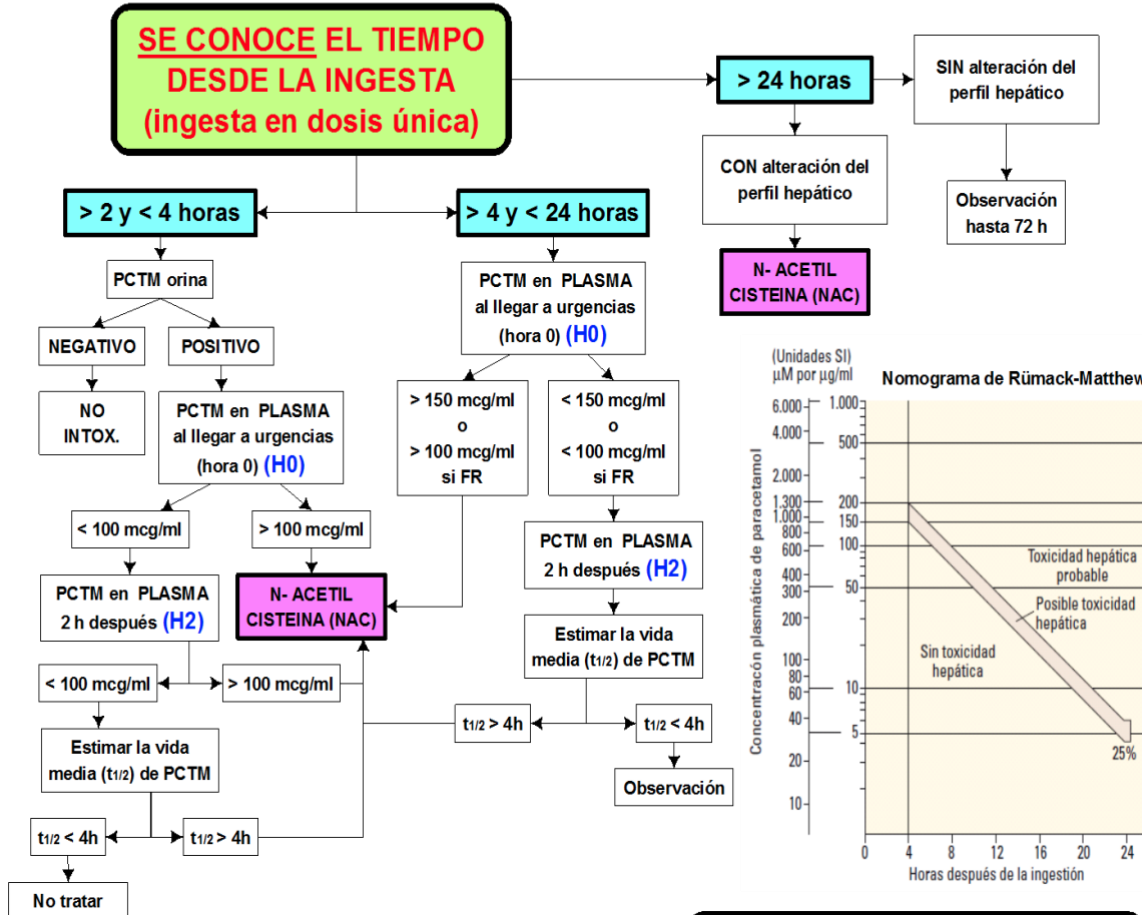 SE CONOCE EL TIEMPO
DESDE LA INGESTA
(ingesta en dosis única)
> 24 horas
SIN alteración del
perfil hepático
Observación
hasta 72 h
CON alteración del
perfil hepático
N- ACETIL
CISTEINA (NAC)
> 2 y < 4 horas
PCTM orina
NEGATIVO
POSITIVO
NO
INTOX.
PCTM en PLASMA
al llegar a urgencias
(hora 0) (H0)
< 100 mcg/ml
> 100 mcg/ml
PCTM en PLASMA
2 h después (H2)
N- ACETIL
CISTEINA (NAC)
< 100 mcg/ml
> 100 mcg/ml
Estimar la vida
media (t1/2) de PCTM
t1/2 < 4h
t1/2 > 4h
No tratar
> 4 y < 24 horas
PCTM en PLASMA
al llegar a urgencias
(hora 0) (H0)
> 150 mcg/ml
o
> 100 mcg/ml
si FR
< 150 mcg/ml
o
< 100 mcg/ml
si FR
PCTM en PLASMA
2 h después (H2)
Estimar la vida
media (t1/2) de PCTM
t1/2 > 4h
t1/2 < 4h
Observación
(Unidades SI)
μM por μg/ml
Nomograma de Rümack-Matthew
Concentracón plasmática de paracetamol
6.000
4.000
2.000
1.300
1.000
800
600
400
300
200
100
80
60
40
20
10
1.000
500
200
150
100
50
10
5
Toxicidad hepática
probable
Posible toxicidad
hepática
Sin toxicidad
hepática
25%
0 4 8 12 16 20 24
Horas después de la ingestión